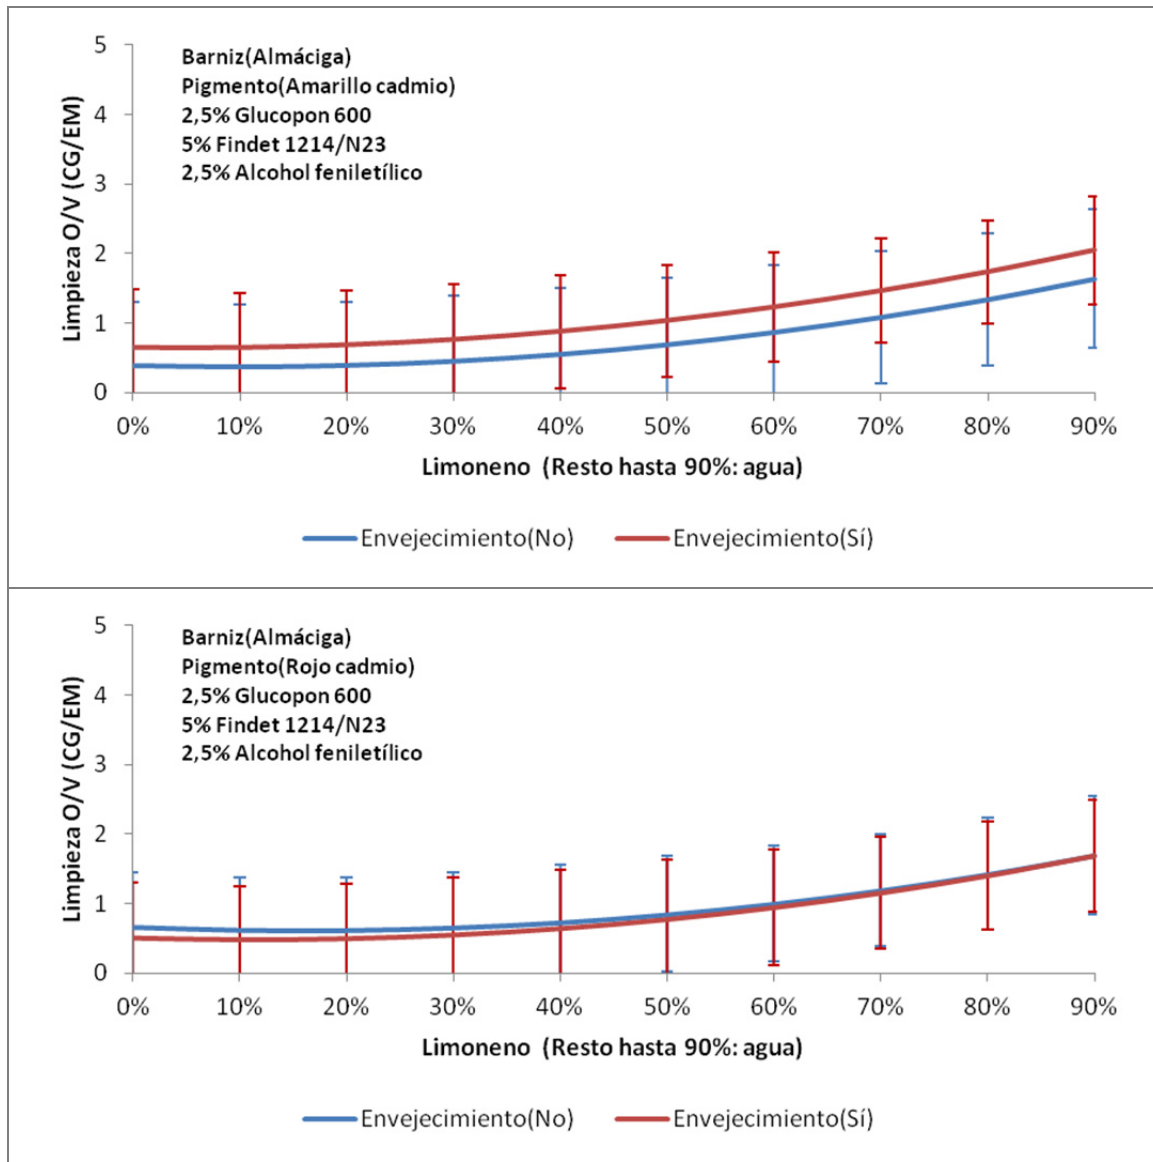 Barniz(Almáciga)
Pigmento(Amarillo cadmio)
2,5% Glucopon 600
5% Findet 1214/N23
2,5% Alcohol feniletílico
Limpieza O/V (CG/EM)
5
4
3
2
1
0
0% 10% 20% 30% 40% 50% 60% 70% 80% 90%
Limoneno (Resto hasta 90%: agua)
Envejecimiento(No) Envejecimiento(Sí)
Barniz(Almáciga)
Pigmento(Rojo cadmio)
2,5% Glucopon 600
5% Findet 1214/N23
2,5% Alcohol feniletílico
Limpieza O/V (CG/EM)
5
4
3
2
1
0
0% 10% 20% 30% 40% 50% 60% 70% 80% 90%
Limoneno (Resto hasta 90%: agua)
Envejecimiento(No) Envejecimiento(Sí)